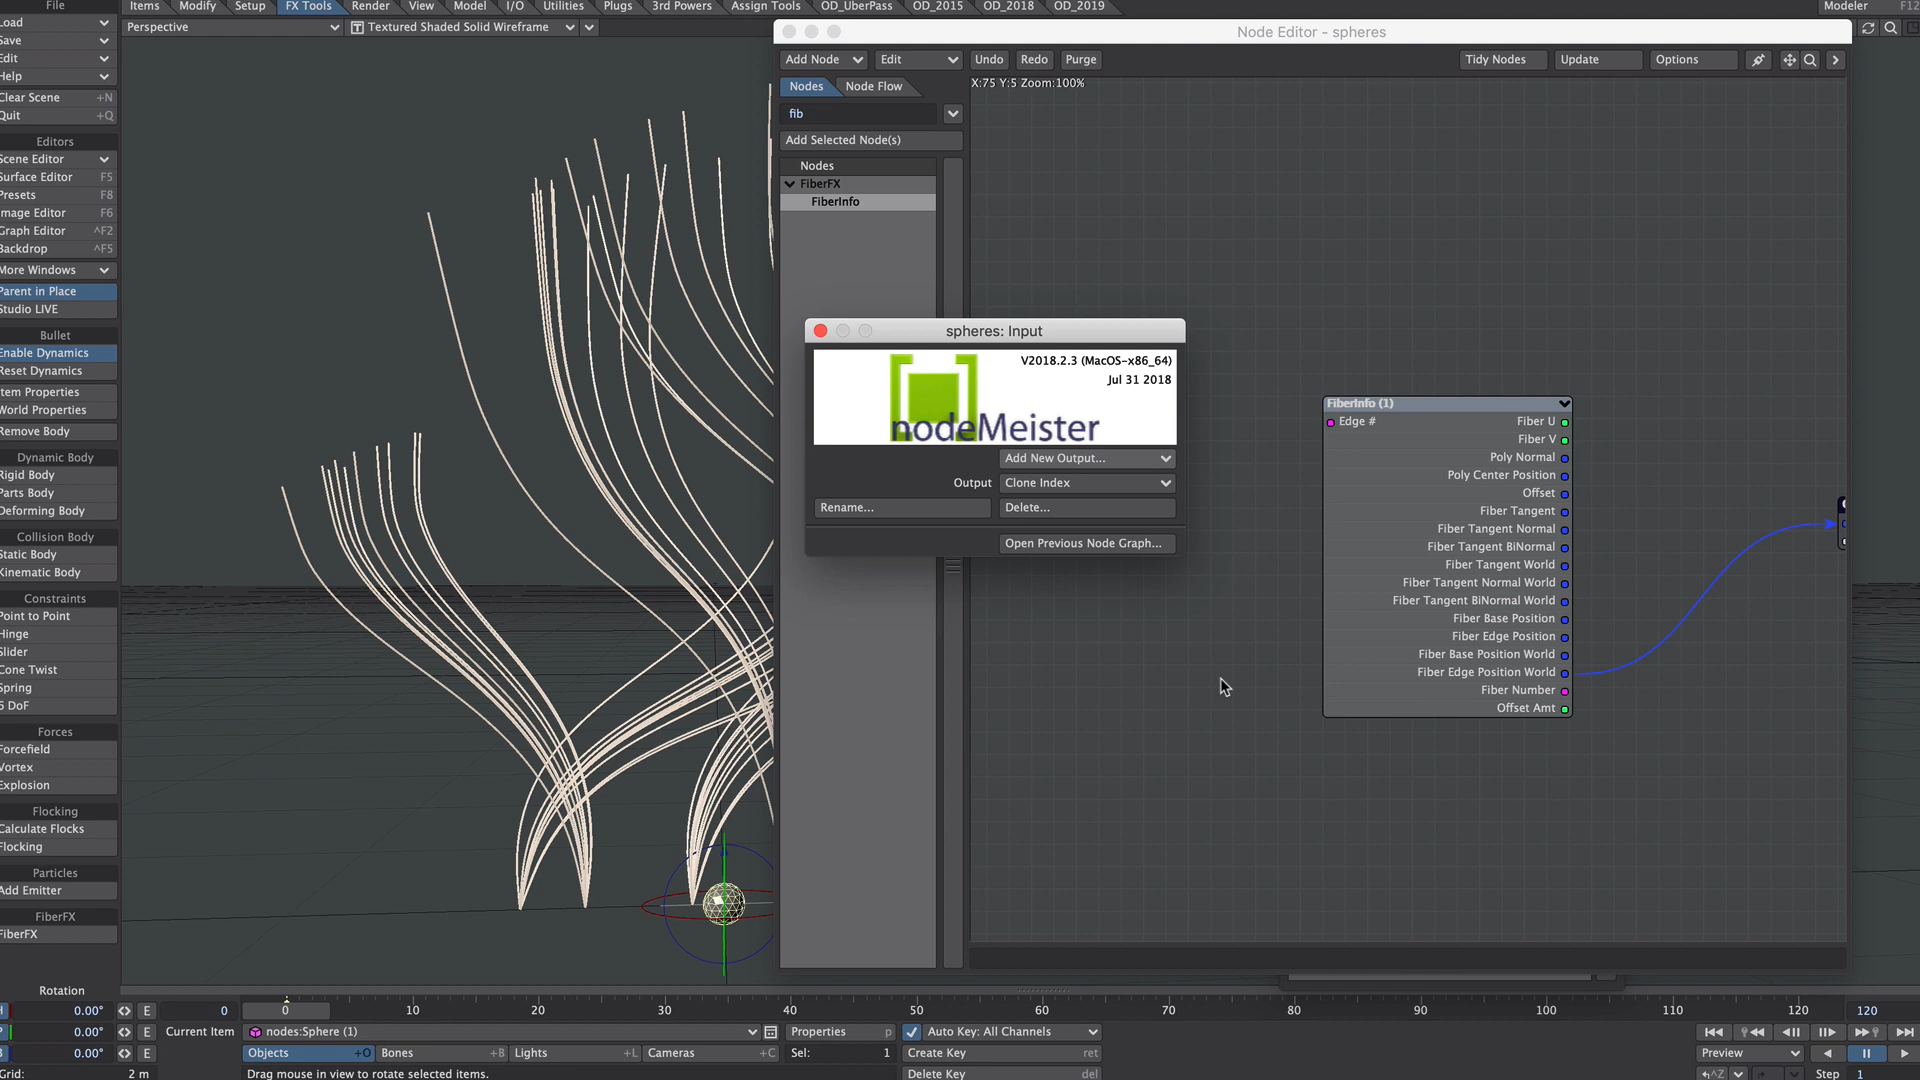 File
Items
Modify
Setup
FX Tools
Render
View
Model
I/O
Utilities
Plugs
3rd Powers
Assign Tools
OD_UberPass
OD_2015
OD_2018
OD_2019
Modeler
F12
Load
Save
Edit
Help
Clear Scene +N
Quit +Q
Editors
Scene Editor
Surface Editor F5
Presets F8
Image Editor F6
Graph Editor ^F2
Backdrop ^F5
More Windows
Parent in Place
Studio LIVE
Bullet
Enable Dynamics
Reset Dynamics
Item Properties
World Properties
Remove Body
Dynamic Body
Rigid Body
Parts Body
Deforming Body
Collision Body
Static Body
Kinematic Body
Constraints
Point to Point
Hinge
Slider
Cone Twist
Spring
6 DoF
Forces
Forcefield
Vortex
Explosion
Flocking
Calculate Flocks
Flocking
Particles
Add Emitter
FiberFX
FiberFX
Perspective
Textured Shaded Solid Wireframe
Node Editor - spheres
Add Node
Edit
Undo
Redo
Purge
Tidy Nodes
Update
Options
Nodes
Node Flow
X:75 Y:5 Zoom:100%
fib
Add Selected Node(s)
Nodes
FiberFX
FiberInfo
spheres: Input
V2018.2.3 (MacOS-x86_64)
Jul 31 2018
nodeMeister
Add New Output...
Output Clone Index
Rename...
Delete...
Open Previous Node Graph...
FiberInfo (1)
Edge # Fiber U
Fiber V
Poly Normal
Poly Center Position
Offset
Fiber Tangent
Fiber Tangent Normal
Fiber Tangent BiNormal
Fiber Tangent World
Fiber Tangent Normal World
Fiber Tangent BiNormal World
Fiber Base Position
Fiber Edge Position
Fiber Base Position World
Fiber Edge Position World
Fiber Number
Offset Amt
Rotation
H 0.00° E
P 0.00° E
B 0.00° E
Grid: 2 m
0
0 10 20 30 40 50 60 70 80 90 100 110 120
120
Current Item
nodes:Sphere (1)
Properties p
Auto Key: All Channels
Objects +O
Bones +B
Lights +L
Cameras +C
Sel: 1
Create Key ret
Preview
Drag mouse in view to rotate selected items.
Delete Key del
^Z
Step 1